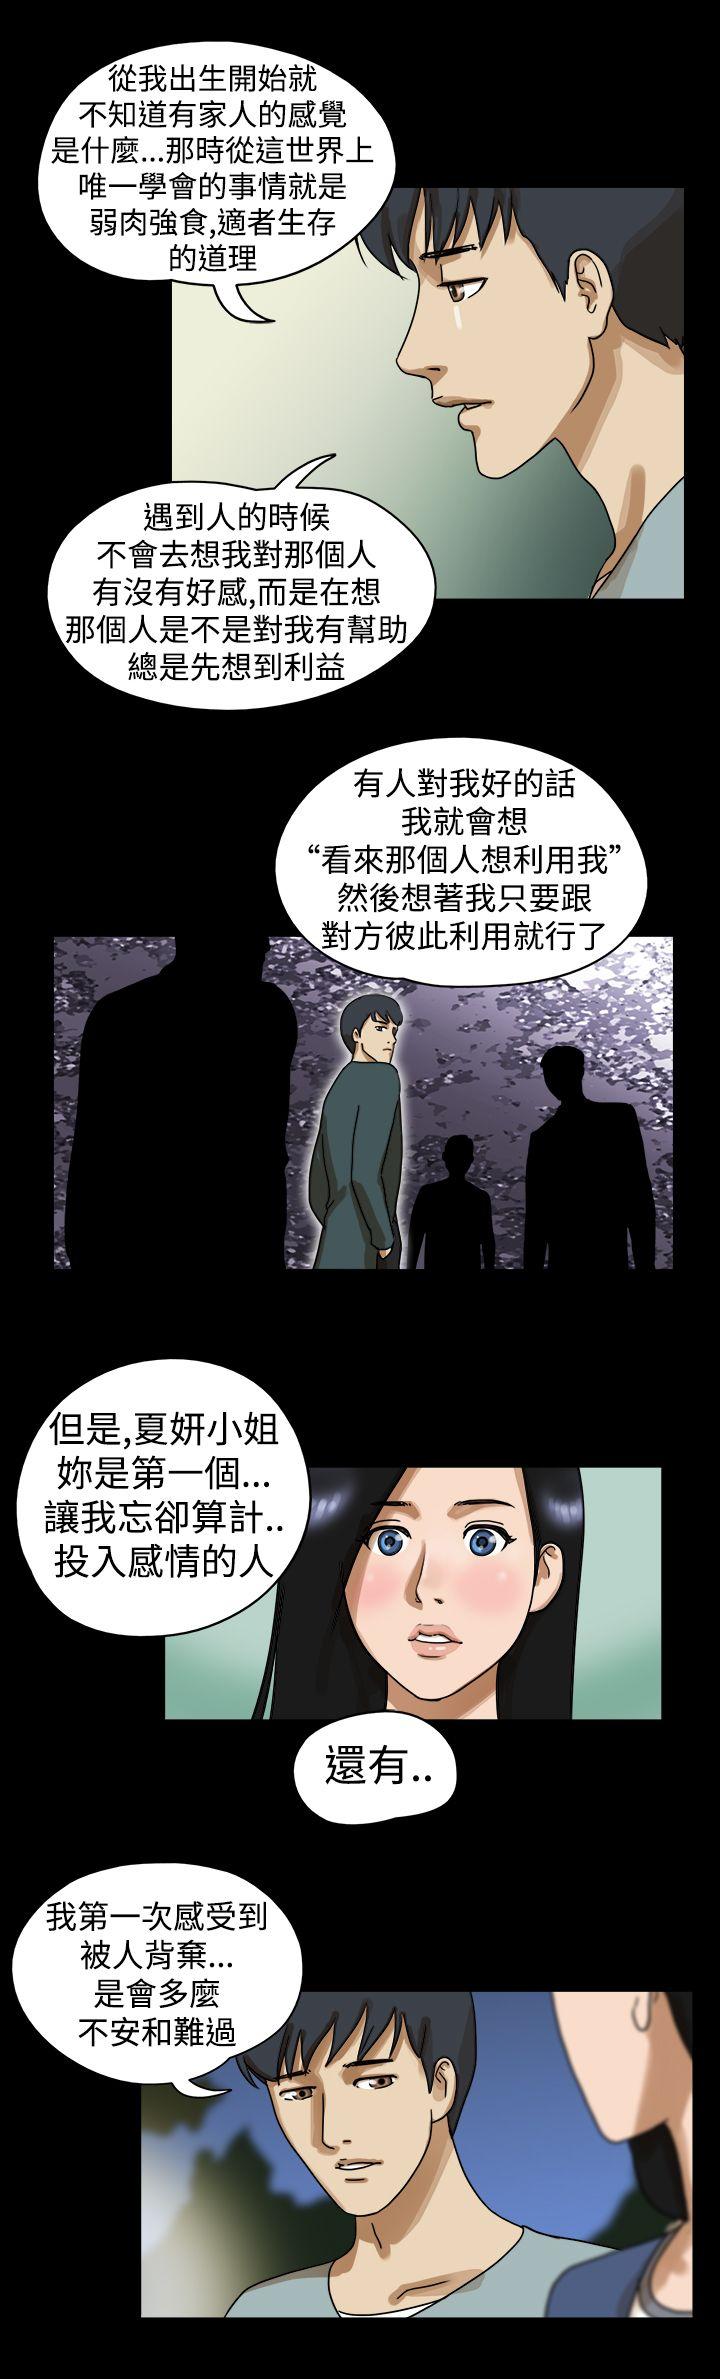 從我出生開始就
不知道有家人的感覺
是什麼...那時從這世界上
唯一學會的事情就是
弱肉強食,適者生存
的道理
遇到人的時候
不會去想我對那個人
有沒有好感,而是在想
那個人是不是對我有幫助
總是先想到利益
有人對我好的話
我就會想
“看來那個人想利用我”
然後想著我只要跟
對方彼此利用就行了
但是,夏妍小姐
妳是第一個...
讓我忘卻算計..
投入感情的人
還有..
我第一次感受到
被人背棄...
是會多麼
不安和難過